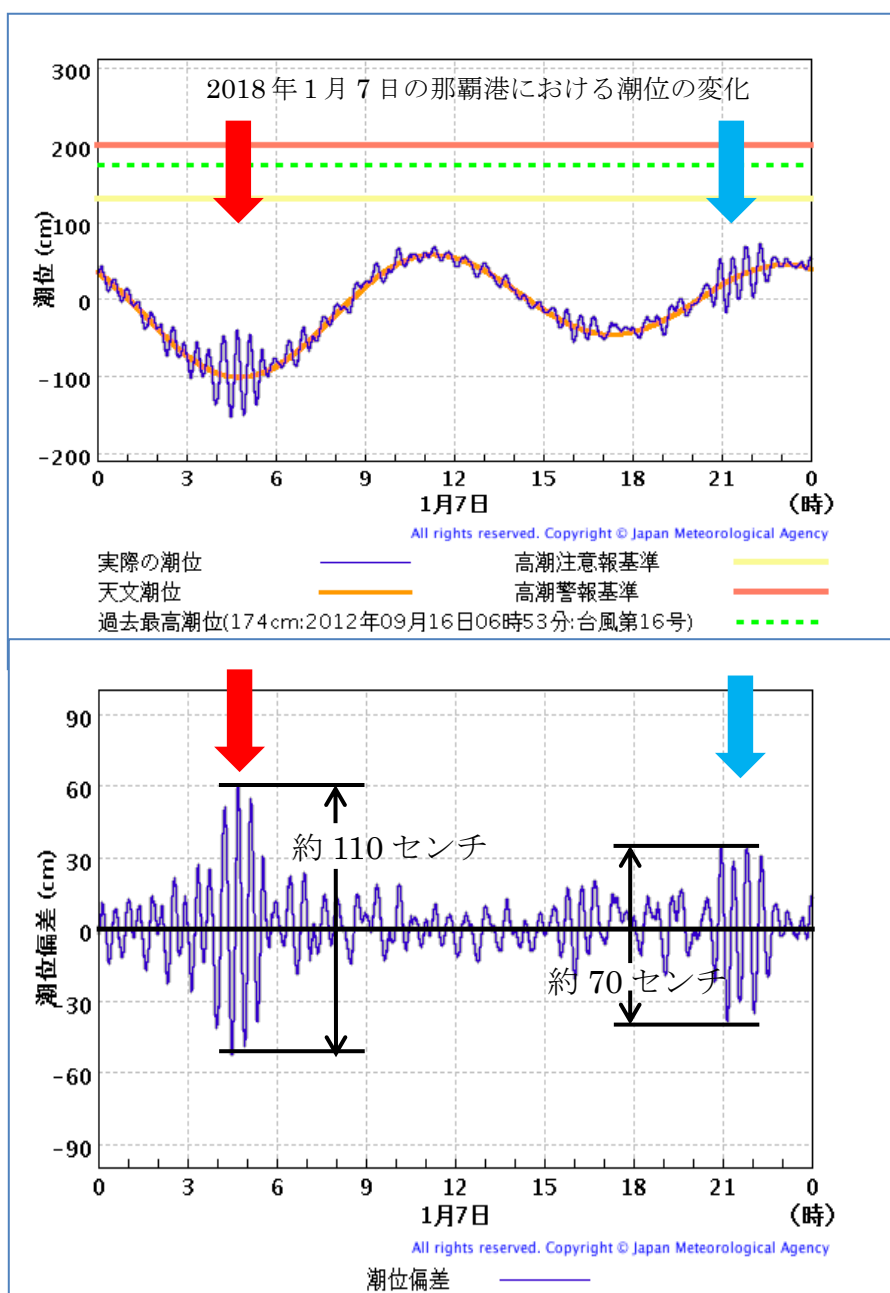 2018年1月7日の那覇港における潮位の変化
潮位 (cm)
300
200
100
0
-100
-200
0 3 6 9 12 15 18 21 0
1月7日 (時)
All rights reserved. Copyright © Japan Meteorological Agency
実際の潮位 高潮注意報基準
天文潮位 高潮警報基準
過去最高潮位(174cm:2012年09月16日06時53分:台風第16号)
潮位偏差 (cm)
90
60
30
0
-30
-60
-90
約 110 センチ
約 70 センチ
0 3 6 9 12 15 18 21 0
1月7日 (時)
All rights reserved. Copyright © Japan Meteorological Agency
潮位偏差